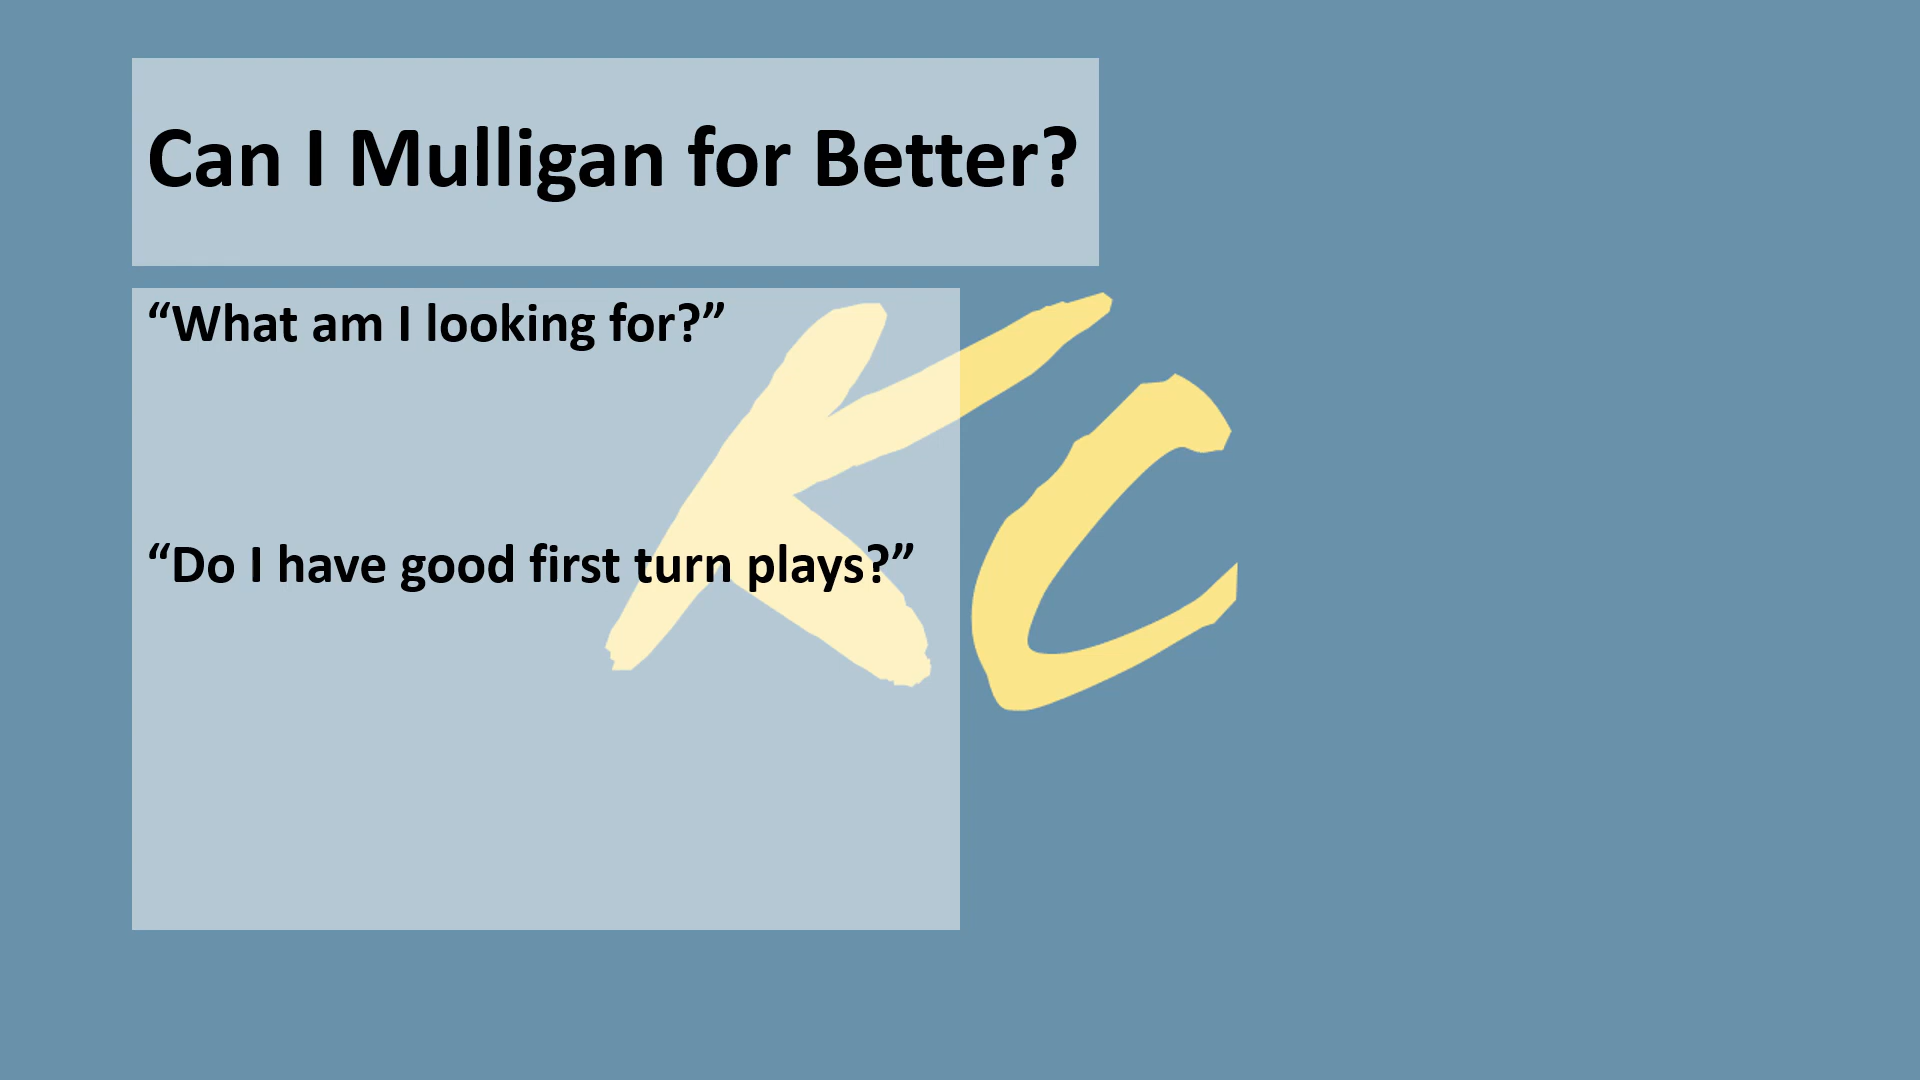 Can I Mulligan for Better?
“What am I looking for?”
“Do I have good first turn plays?”
KC